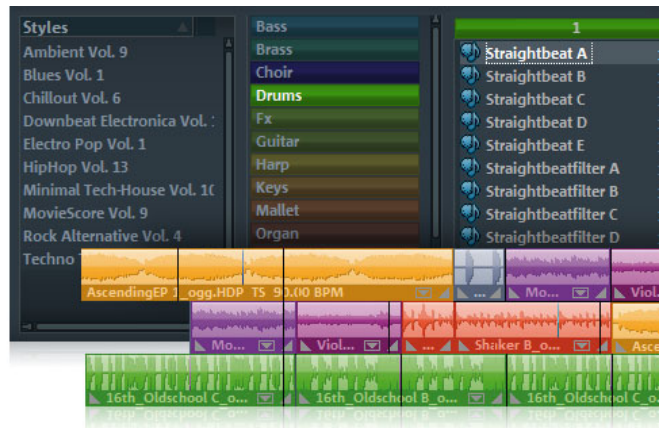 Styles
Ambient Vol. 9
Blues Vol. 1
Chillout Vol. 6
Downbeat Electronica Vol. :
Electro Pop Vol. 1
HipHop Vol. 13
Minimal Tech-House Vol. 1(
MovieScore Vol. 9
Rock Alternative Vol. 4
Techno
Bass
Brass
Choir
Drums
Fx
Guitar
Harp
Keys
Mallet
Organ
1
Straightbeat A
Straightbeat B
Straightbeat C
Straightbeat D
Straightbeat E
Straightbeatfilter A
Straightbeatfilter B
Straightbeatfilter C
Straightbeatfilter D
AscendingEP 1_ogg.HDP TS 90.00 BPM ... Mo... Viol.
Mo... Viol... ... Shaker B_o... Asce
16th_Oldschool C_o... 16th_Oldschool B_o... 16th_Oldschool C_o.